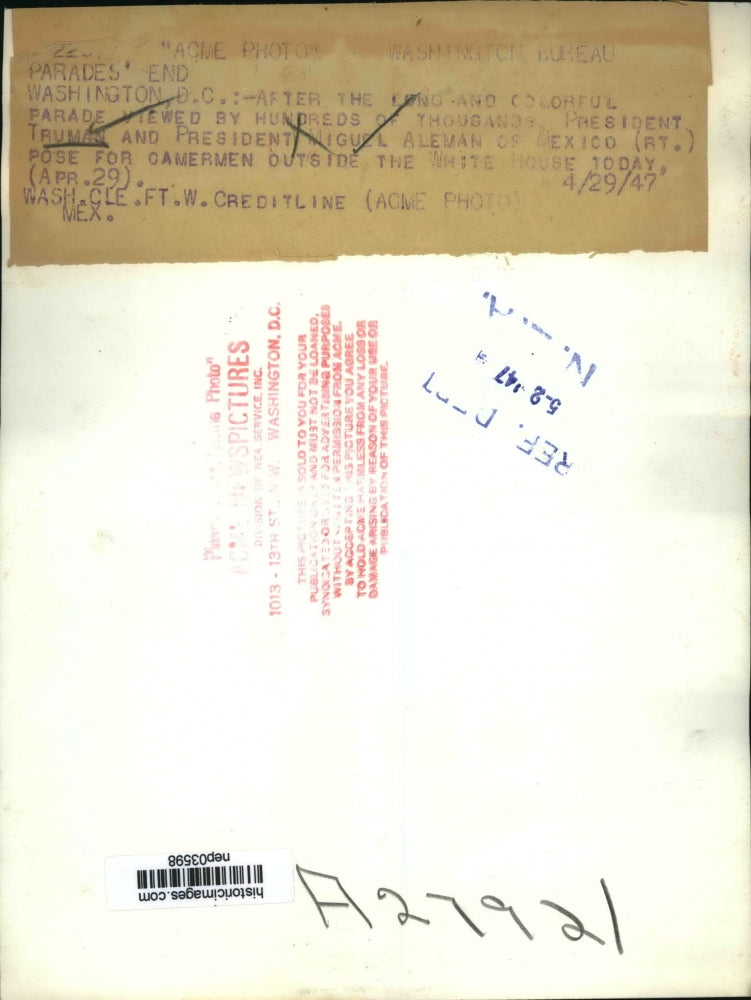 "ACME PHOTO" WASHINGTON BUREAU
PARADES' END
WASHINGTON, D.C.:-AFTER THE LONG AND COLORFUL
PARADE VIEWED BY HUNDREDS OF THOUSANDS, PRESIDENT
TRUMAN AND PRESIDENT MIGUEL ALEMAN OF MEXICO (RT.)
POSE FOR CAMERMEN OUTSIDE THE WHITE HOUSE TODAY,
(APR.29). 4/29/47
WASH.CLE.FT.W.CREDITLINE (ACME PHOTO)
MEX.
Photo"
ACME NEWSPICTURES
DIVISION OF NEA SERVICE, INC.
1013 - 13TH ST. N.W. WASHINGTON, D.C.
THIS PICTURE IS SOLD TO YOU FOR YOUR
PUBLICATION ONLY AND MUST NOT BE LOANED,
SYNDICATED OR USED FOR ADVERTISING PURPOSES
WITHOUT WRITTEN PERMISSION FROM ACME.
BY ACCEPTING THIS PICTURE YOU AGREE
TO HOLD ACME HARMLESS FROM ANY LOSS OR
DAMAGE ARISING BY REASON OF YOUR USE OR
PUBLICATION OF THIS PICTURE.
REF. DEPT
5-2 '47
historicimages.com
nep03598
A27921